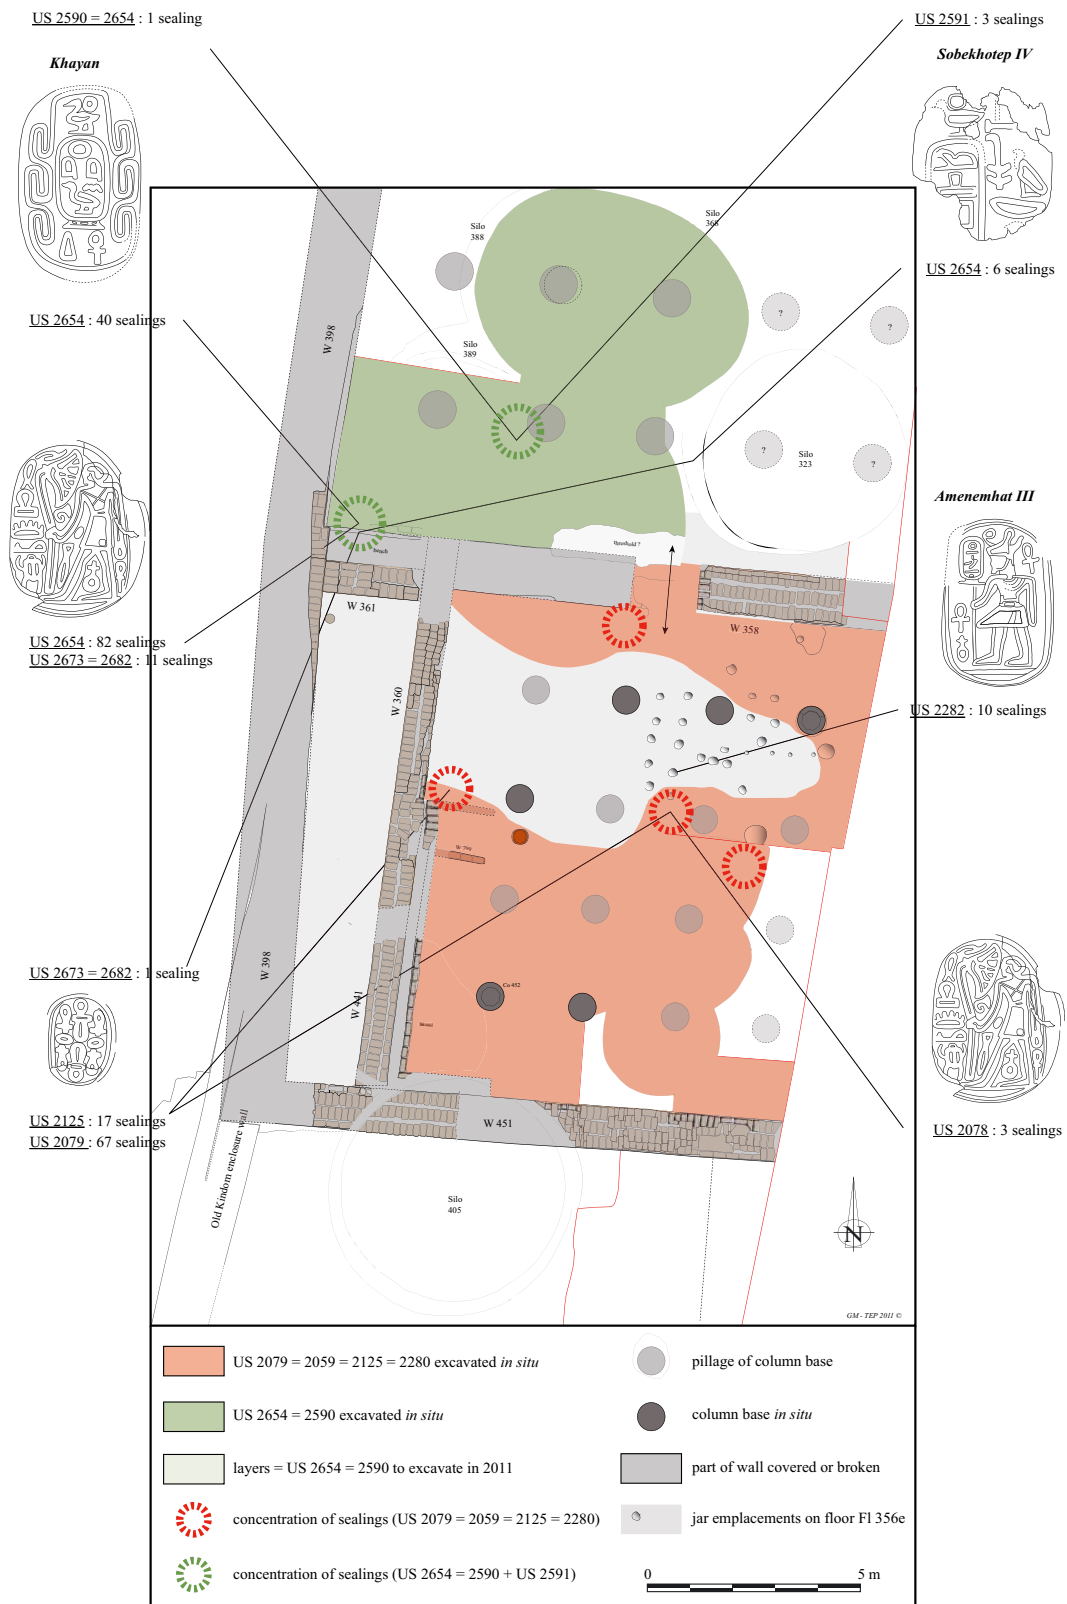 US 2590 = 2654 : 1 sealing
US 2591 : 3 sealings
Khayan
Sobekhotep IV
US 2654 : 6 sealings
US 2654 : 40 sealings
Silo
388
Silo
368
?
?
W 398
Silo
389
?
?
Silo
323
Amenemhat III
threshold ?
bench
W 361
W 358
US 2654 : 82 sealings
US 2673 = 2682 : 11 sealings
W 360
US 2282 : 10 sealings
W 398
US 2673 = 2682 : 1 sealing
Co 452
W 441
US 2125 : 17 sealings
US 2079 : 67 sealings
W 451
US 2078 : 3 sealings
Old Kindom enclosure wall
Silo
405
N
GM - TEP 2011 ©
US 2079 = 2059 = 2125 = 2280 excavated in situ
US 2654 = 2590 excavated in situ
layers = US 2654 = 2590 to excavate in 2011
concentration of sealings (US 2079 = 2059 = 2125 = 2280)
concentration of sealings (US 2654 = 2590 + US 2591)
pillage of column base
column base in situ
part of wall covered or broken
jar emplacements on floor Fl 356e
0
5 m